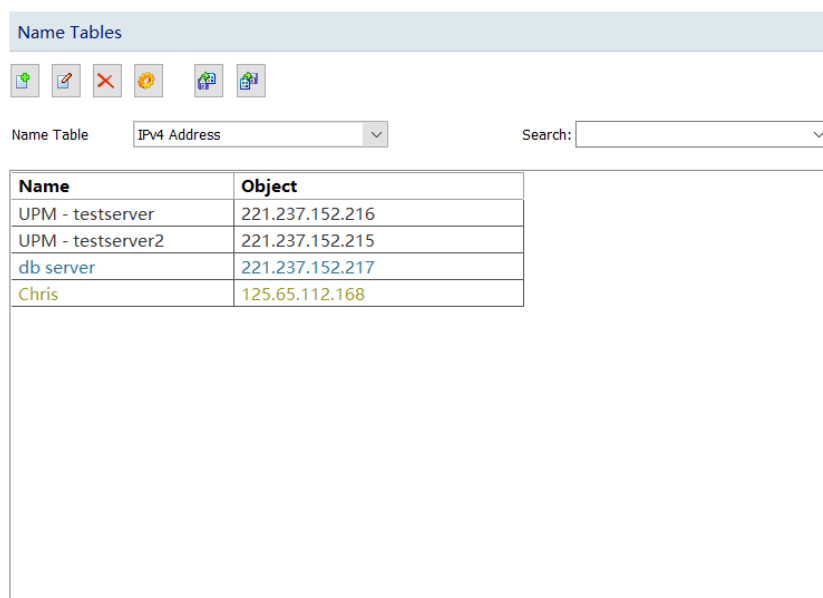 Name Tables
Name Table IPv4 Address Search:
Name Object
UPM - testserver 221.237.152.216
UPM - testserver2 221.237.152.215
db server 221.237.152.217
Chris 125.65.112.168